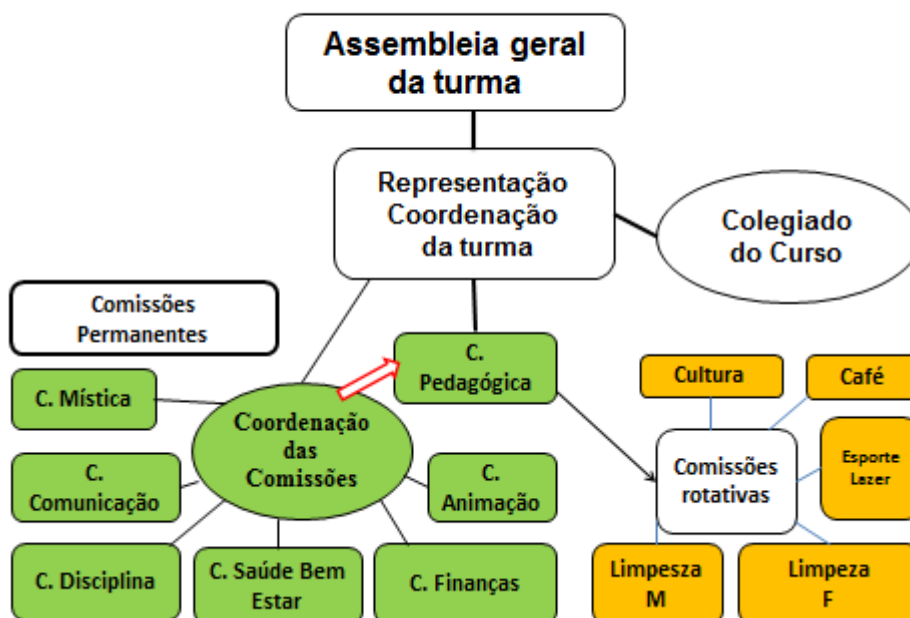 Assembleia geral
da turma
Representação
Coordenação
da turma
Colegiado
do Curso
Comissões
Permanentes
C.
Pedagógica
Cultura
Café
C. Mística
Coordenação
das
Comissões
Comissões
rotativas
Esporte
Lazer
C.
Comunicação
C.
Animação
C. Disciplina
C. Saúde Bem
Estar
C. Finanças
Limpesza
M
Limpeza
F